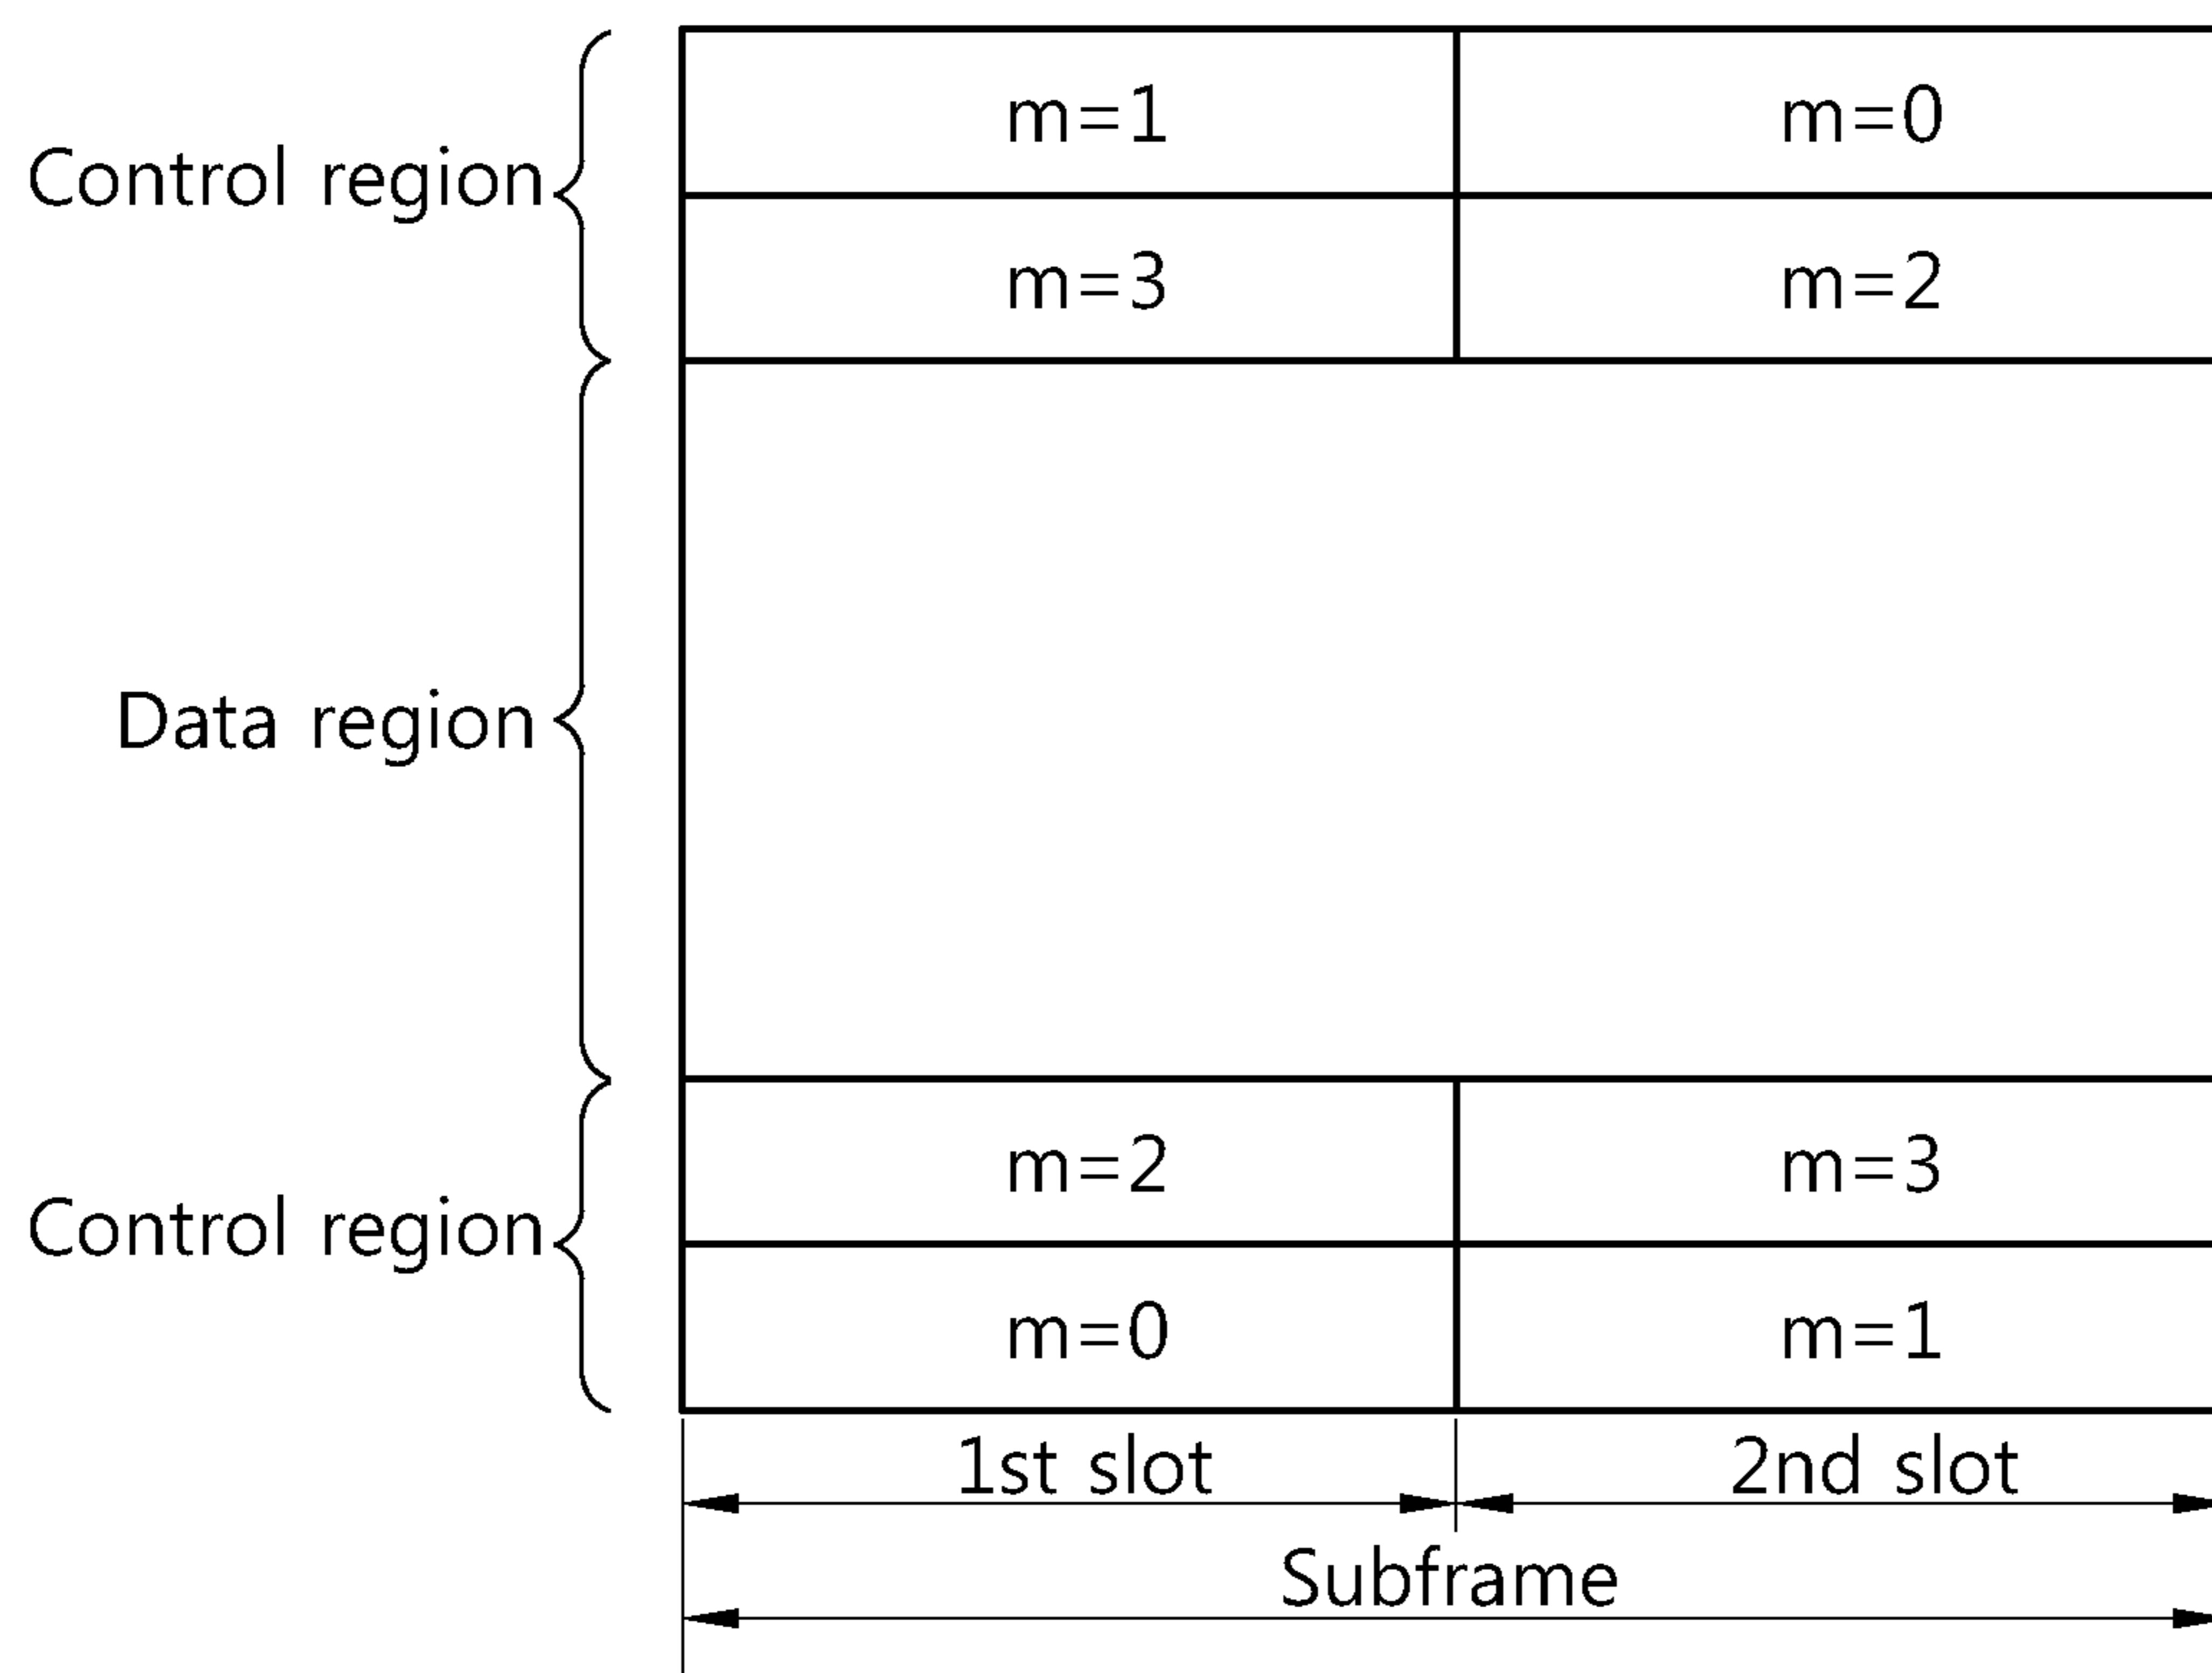 m=1 m=0
Control region
m=3 m=2
Data region
m=2 m=3
Control region
m=0 m=1
1st slot 2nd slot
Subframe